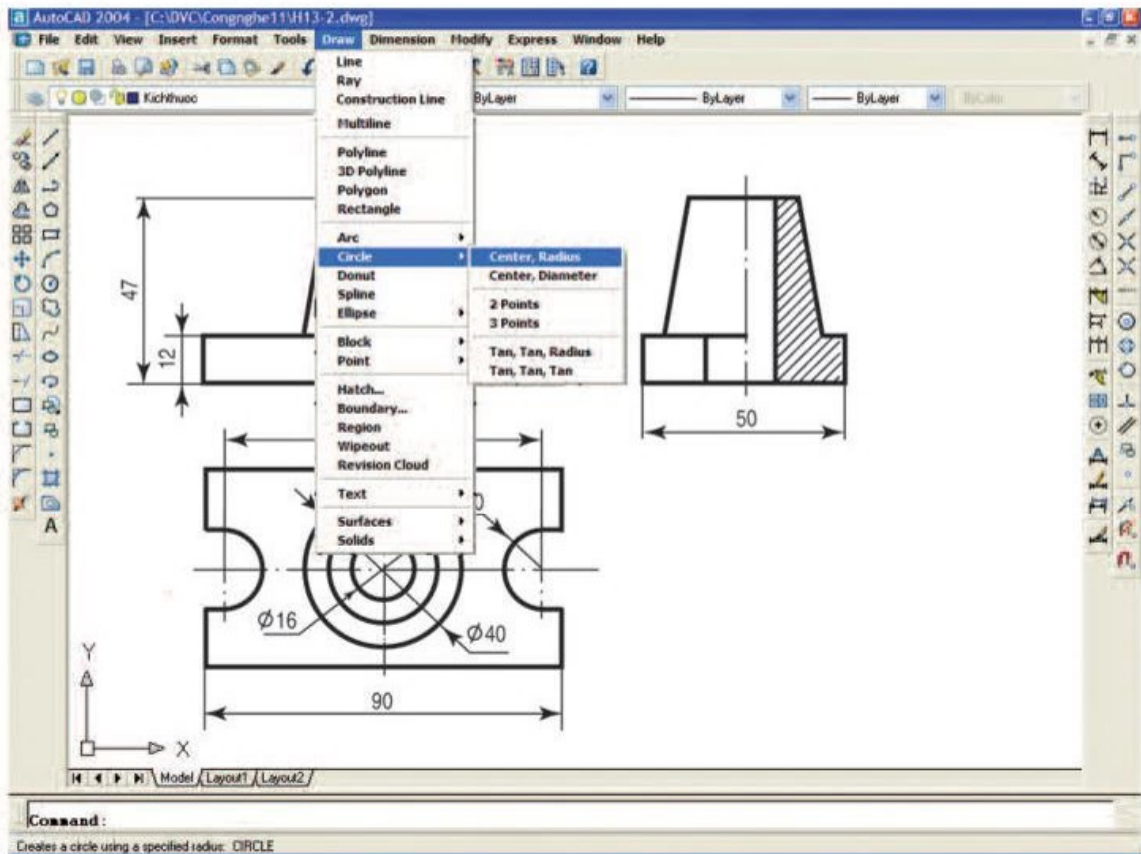 AutoCAD 2004 - [C:\DVC\Congnghe11\H13-2.dwg]
File Edit View Insert Format Tools Draw Dimension Modify Express Window Help
Kichthuoc ByLayer ByLayer ByLayer ByColor
Line
Ray
Construction Line
Multiline
Polyline
3D Polyline
Polygon
Rectangle
Arc
Circle
Donut
Spline
Ellipse
Block
Point
Hatch...
Boundary...
Region
Wipeout
Revision Cloud
Text
Surfaces
Solids
Center, Radius
Center, Diameter
2 Points
3 Points
Tan, Tan, Radius
Tan, Tan, Tan
47
12
50
Ø16
Ø40
90
Y
X
A
A
Model Layout1 Layout2
Command:
Creates a circle using a specified radius: CIRCLE